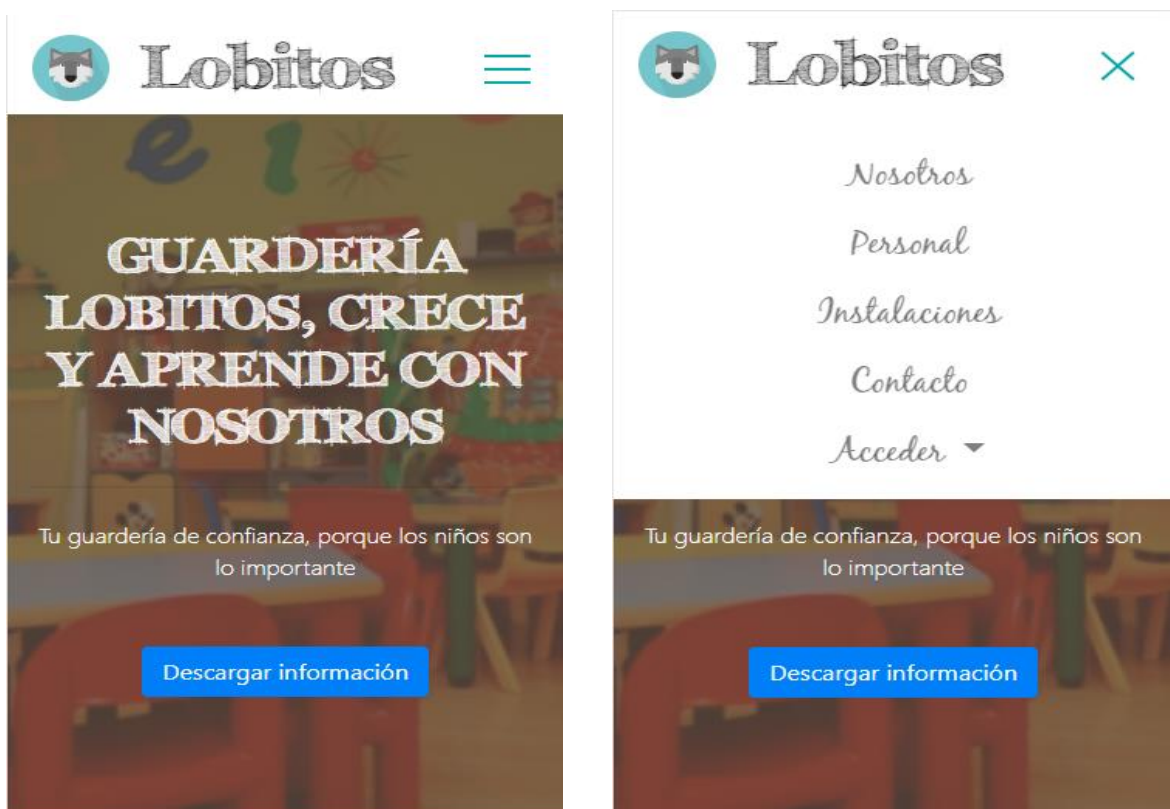 Lobitos
GUARDERÍA
LOBITOS, CRECE
Y APRENDE CON
NOSOTROS
Tu guardería de confianza, porque los niños son
lo importante
Descargar información
Lobitos
Nosotros
Personal
Instalaciones
Contacto
Acceder
Tu guardería de confianza, porque los niños son
lo importante
Descargar información